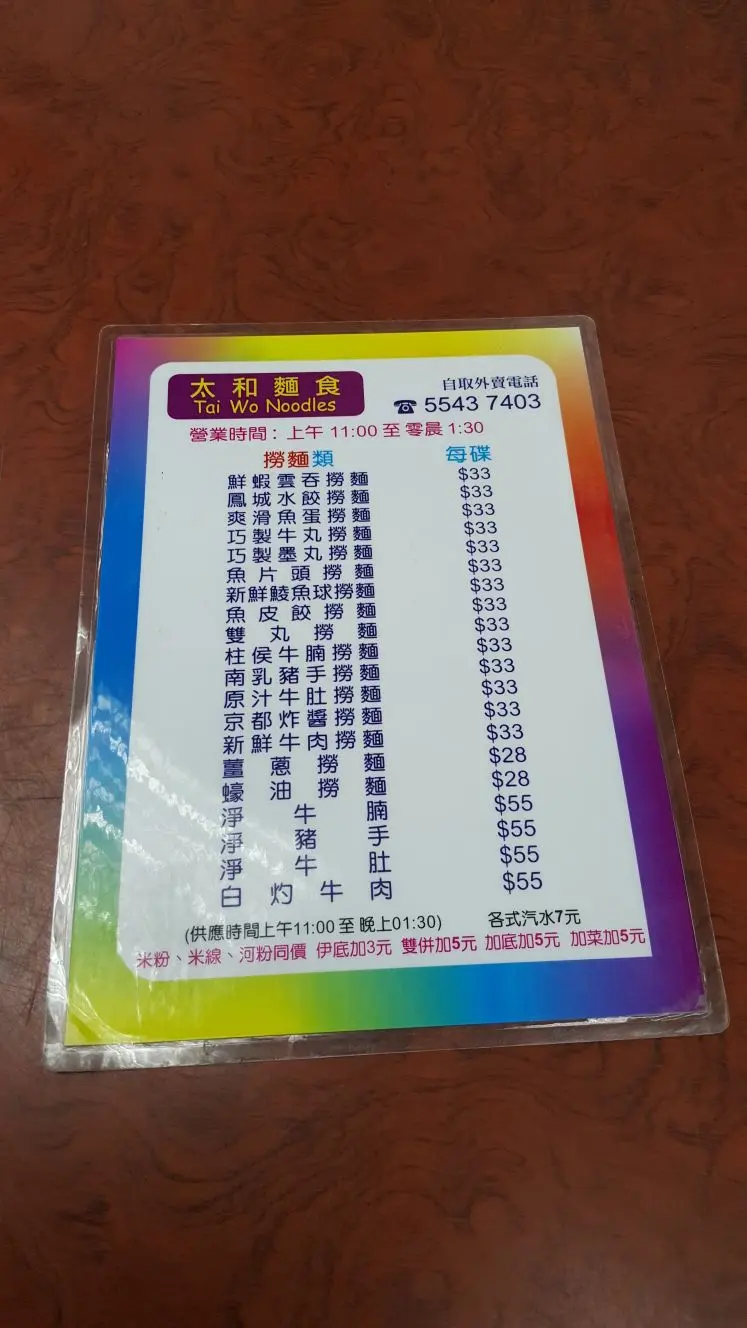 太和麵食
Tai Wo Noodles
自取外賣電話
☎ 5543 7403
營業時間：上午 11:00 至 零晨 1:30
撈麵類 每碟
鮮蝦雲吞撈麵 $33
鳳城水餃撈麵 $33
爽滑魚蛋撈麵 $33
巧製牛丸撈麵 $33
巧製墨丸撈麵 $33
魚片頭撈麵 $33
新鮮鯪魚球撈麵 $33
魚皮餃撈麵 $33
雙丸撈麵 $33
柱侯牛腩撈麵 $33
南乳豬手撈麵 $33
原汁牛肚撈麵 $33
京都炸醬撈麵 $33
新鮮牛肉撈麵 $33
薑蔥撈麵 $28
蠔油撈麵 $28
淨牛腩 $55
淨豬手 $55
淨牛肚 $55
白灼牛肉 $55
(供應時間上午11:00 至 晚上01:30) 各式汽水7元
米粉、米線、河粉同價 伊底加3元 雙併加5元 加底加5元 加菜加5元